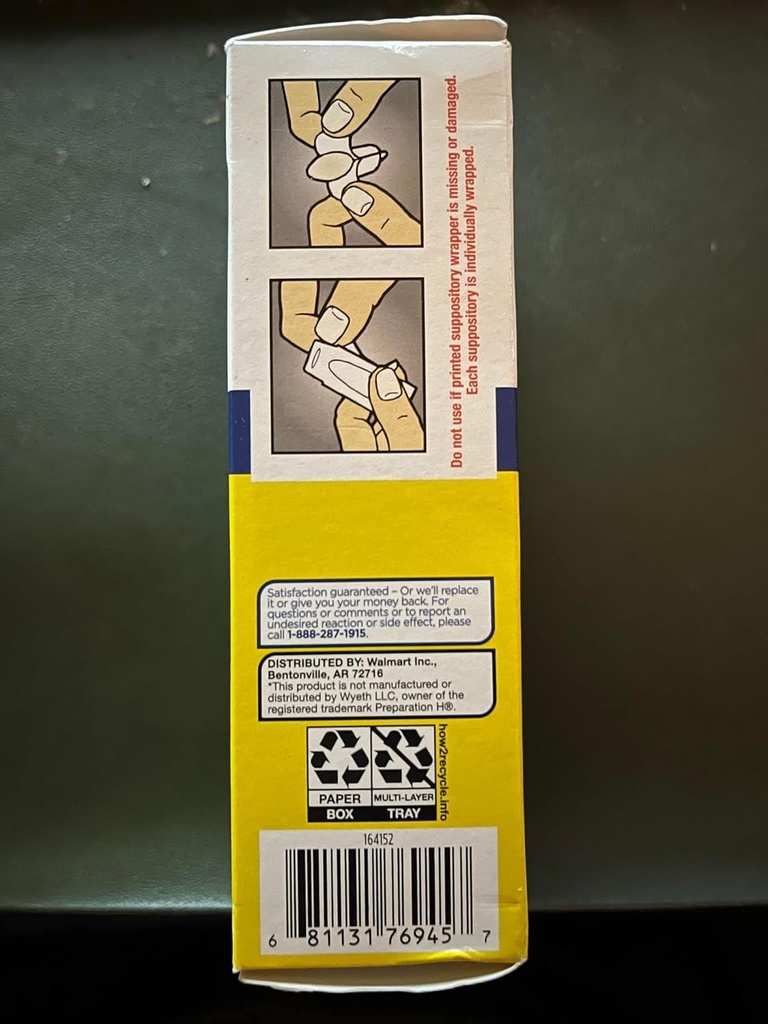 Do not use if printed suppository wrapper is missing or damaged.
Each suppository is individually wrapped.
Satisfaction guaranteed – Or we'll replace
it or give you your money back. For
questions or comments or to report an
undesired reaction or side effect, please
call 1-888-287-1915.
DISTRIBUTED BY: Walmart Inc.,
Bentonville, AR 72716
*This product is not manufactured or
distributed by Wyeth LLC, owner of the
registered trademark Preparation H®.
PAPER MULTI-LAYER
BOX TRAY
how2recycle.info
164152
6 81131 76945 7